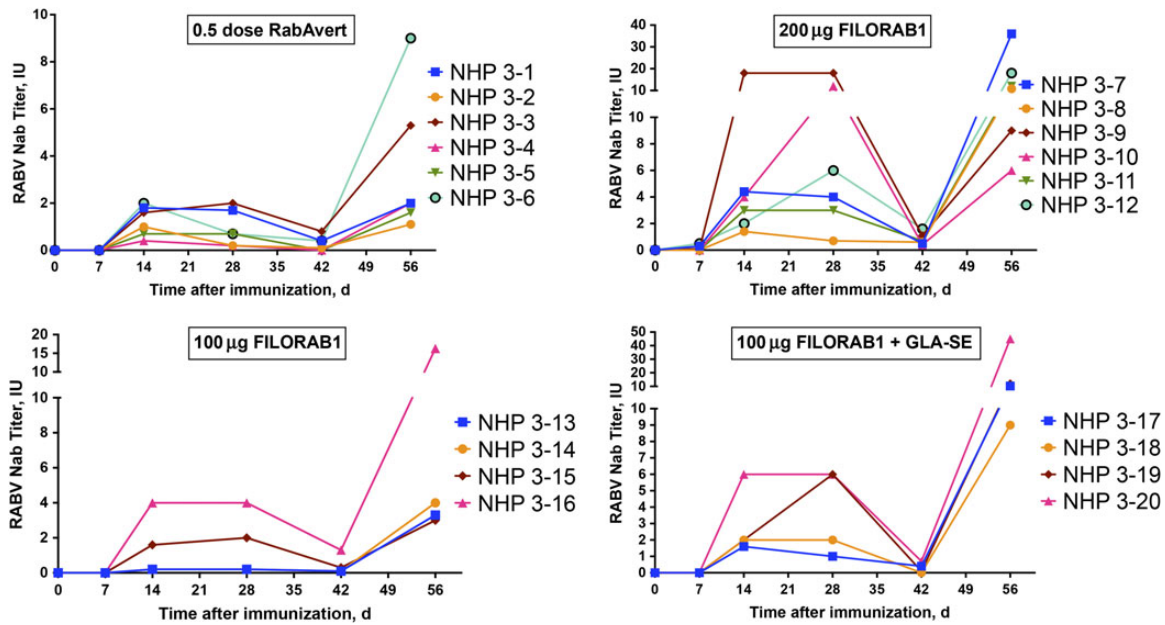 0.5 dose RabAvert
RABV Nab Titer, IU
10
8
6
4
2
0
0 7 14 21 28 35 42 49 56
Time after immunization, d
NHP 3-1
NHP 3-2
NHP 3-3
NHP 3-4
NHP 3-5
NHP 3-6
200 µg FILORAB1
RABV Nab Titer, IU
40
30
20
10
10
8
6
4
2
0
0 7 14 21 28 35 42 49 56
Time after immunization, d
NHP 3-7
NHP 3-8
NHP 3-9
NHP 3-10
NHP 3-11
NHP 3-12
100 µg FILORAB1
RABV Nab Titer, IU
20
15
10
10
8
6
4
2
0
0 7 14 21 28 35 42 49 56
Time after immunization, d
NHP 3-13
NHP 3-14
NHP 3-15
NHP 3-16
100 µg FILORAB1 + GLA-SE
RABV Nab Titer, IU
50
40
30
20
10
10
9
8
7
6
5
4
3
2
1
0
0 7 14 21 28 35 42 49 56
Time after immunization, d
NHP 3-17
NHP 3-18
NHP 3-19
NHP 3-20